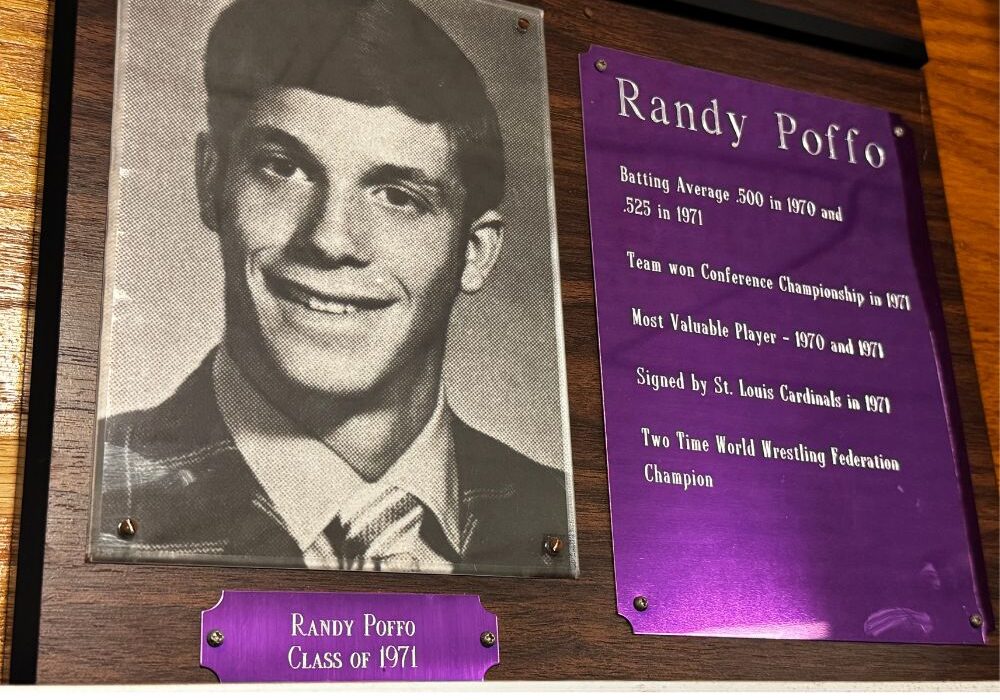 Randy Poffo
Batting Average .500 in 1970 and
.525 in 1971
Team won Conference Championship in 1971
Most Valuable Player - 1970 and 1971
Signed by St. Louis Cardinals in 1971
Two Time World Wrestling Federation
Champion
Randy Poffo
Class of 1971